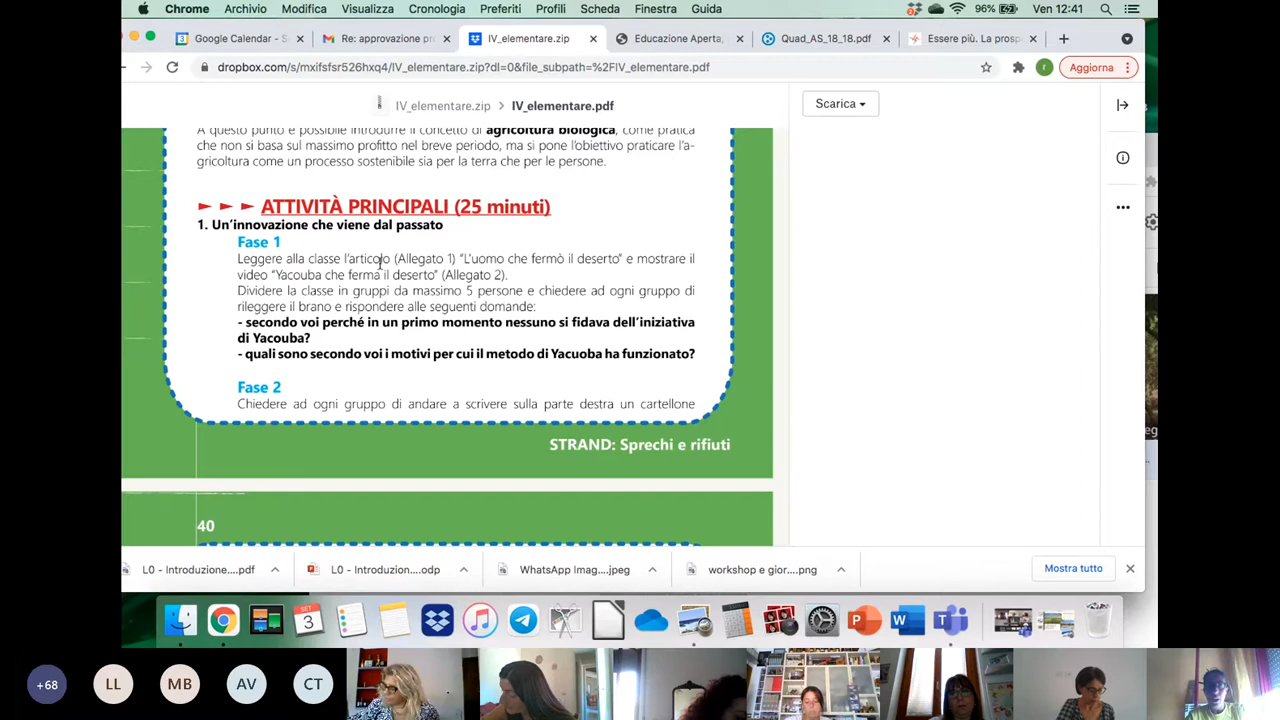 Chrome Archivio Modifica Visualizza Cronologia Preferiti Profili Scheda Finestra Guida 96% Ven 12:41
Google Calendar - S Re: approvazione pr IV_elementare.zip Educazione Aperta, Quad_AS_18_18.pdf Essere più. La prosp
dropbox.com/s/mxifsfsr526hxq4/IV_elementare.zip?dl=0&file_subpath=%2FIV_elementare.pdf Aggiorna
IV_elementare.zip > IV_elementare.pdf
Scarica
A questo punto è possibile introdurre il concetto di agricoltura biologica, come pratica
che non si basa sul massimo profitto nel breve periodo, ma si pone l'obiettivo praticare l'a-
gricoltura come un processo sostenibile sia per la terra che per le persone.
ATTIVITÀ PRINCIPALI (25 minuti)
1. Un'innovazione che viene dal passato
Fase 1
Leggere alla classe l'articolo (Allegato 1) "L'uomo che fermò il deserto" e mostrare il
video "Yacouba che ferma il deserto" (Allegato 2).
Dividere la classe in gruppi da massimo 5 persone e chiedere ad ogni gruppo di
rileggere il brano e rispondere alle seguenti domande:
- secondo voi perché in un primo momento nessuno si fidava dell'iniziativa
di Yacouba?
- quali sono secondo voi i motivi per cui il metodo di Yacuoba ha funzionato?
Fase 2
Chiedere ad ogni gruppo di andare a scrivere sulla parte destra un cartellone
STRAND: Sprechi e rifiuti
40
L0 - Introduzione....pdf L0 - Introduzion....odp WhatsApp Imag....jpeg workshop e gior....png Mostra tutto
SET
3
+68 LL MB AV CT